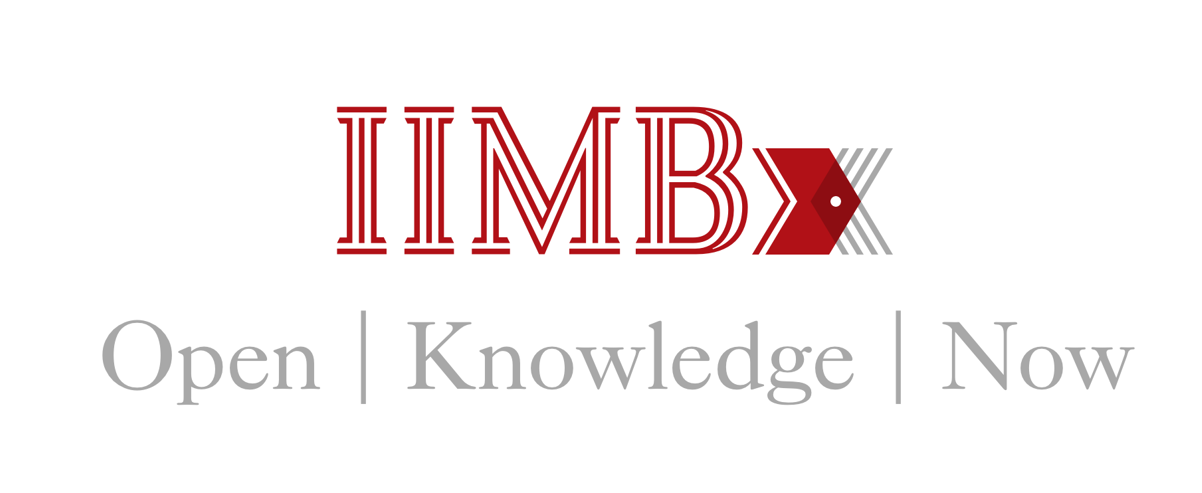 IIMBx
Open | Knowledge | Now